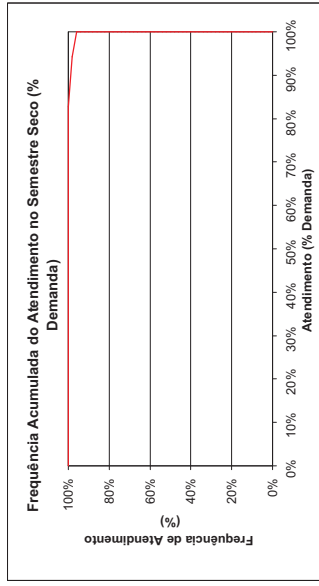 Frequência Acumulada do Atendimento no Semestre Seco (%
Demanda)
Frequência de Atendimento
(%)
100%
80%
60%
40%
20%
0%
0% 10% 20% 30% 40% 50% 60% 70% 80% 90% 100%
Atendimento (% Demanda)